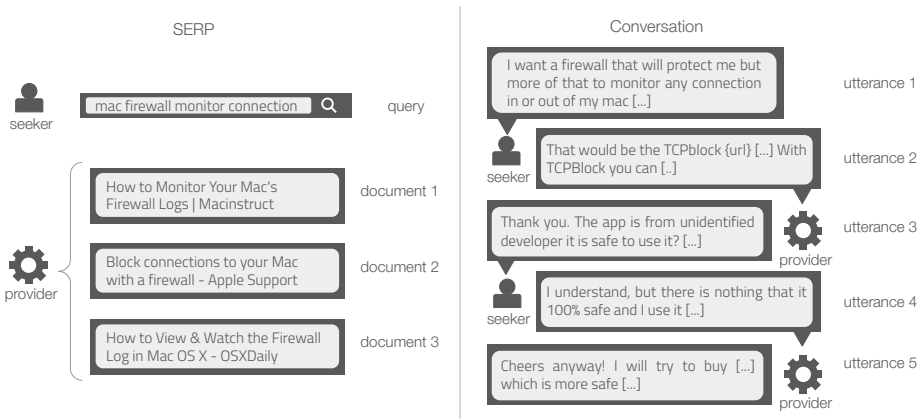 SERP
mac firewall monitor connection
query
seeker
How to Monitor Your Mac's
Firewall Logs | Macinstruct
document 1
Block connections to your Mac
with a firewall - Apple Support
document 2
provider
How to View & Watch the Firewall
Log in Mac OS X - OSXDaily
document 3
Conversation
I want a firewall that will protect me but
more of that to monitor any connection
in or out of my mac [...]
utterance 1
seeker
That would be the TCPblock {url} [...] With
TCPBlock you can [..]
utterance 2
Thank you. The app is from unidentified
developer it is safe to use it? [...]
utterance 3
provider
seeker
I understand, but there is nothing that it
100% safe and I use it [...]
utterance 4
Cheers anyway! I will try to buy [...]
which is more safe [...]
utterance 5
provider